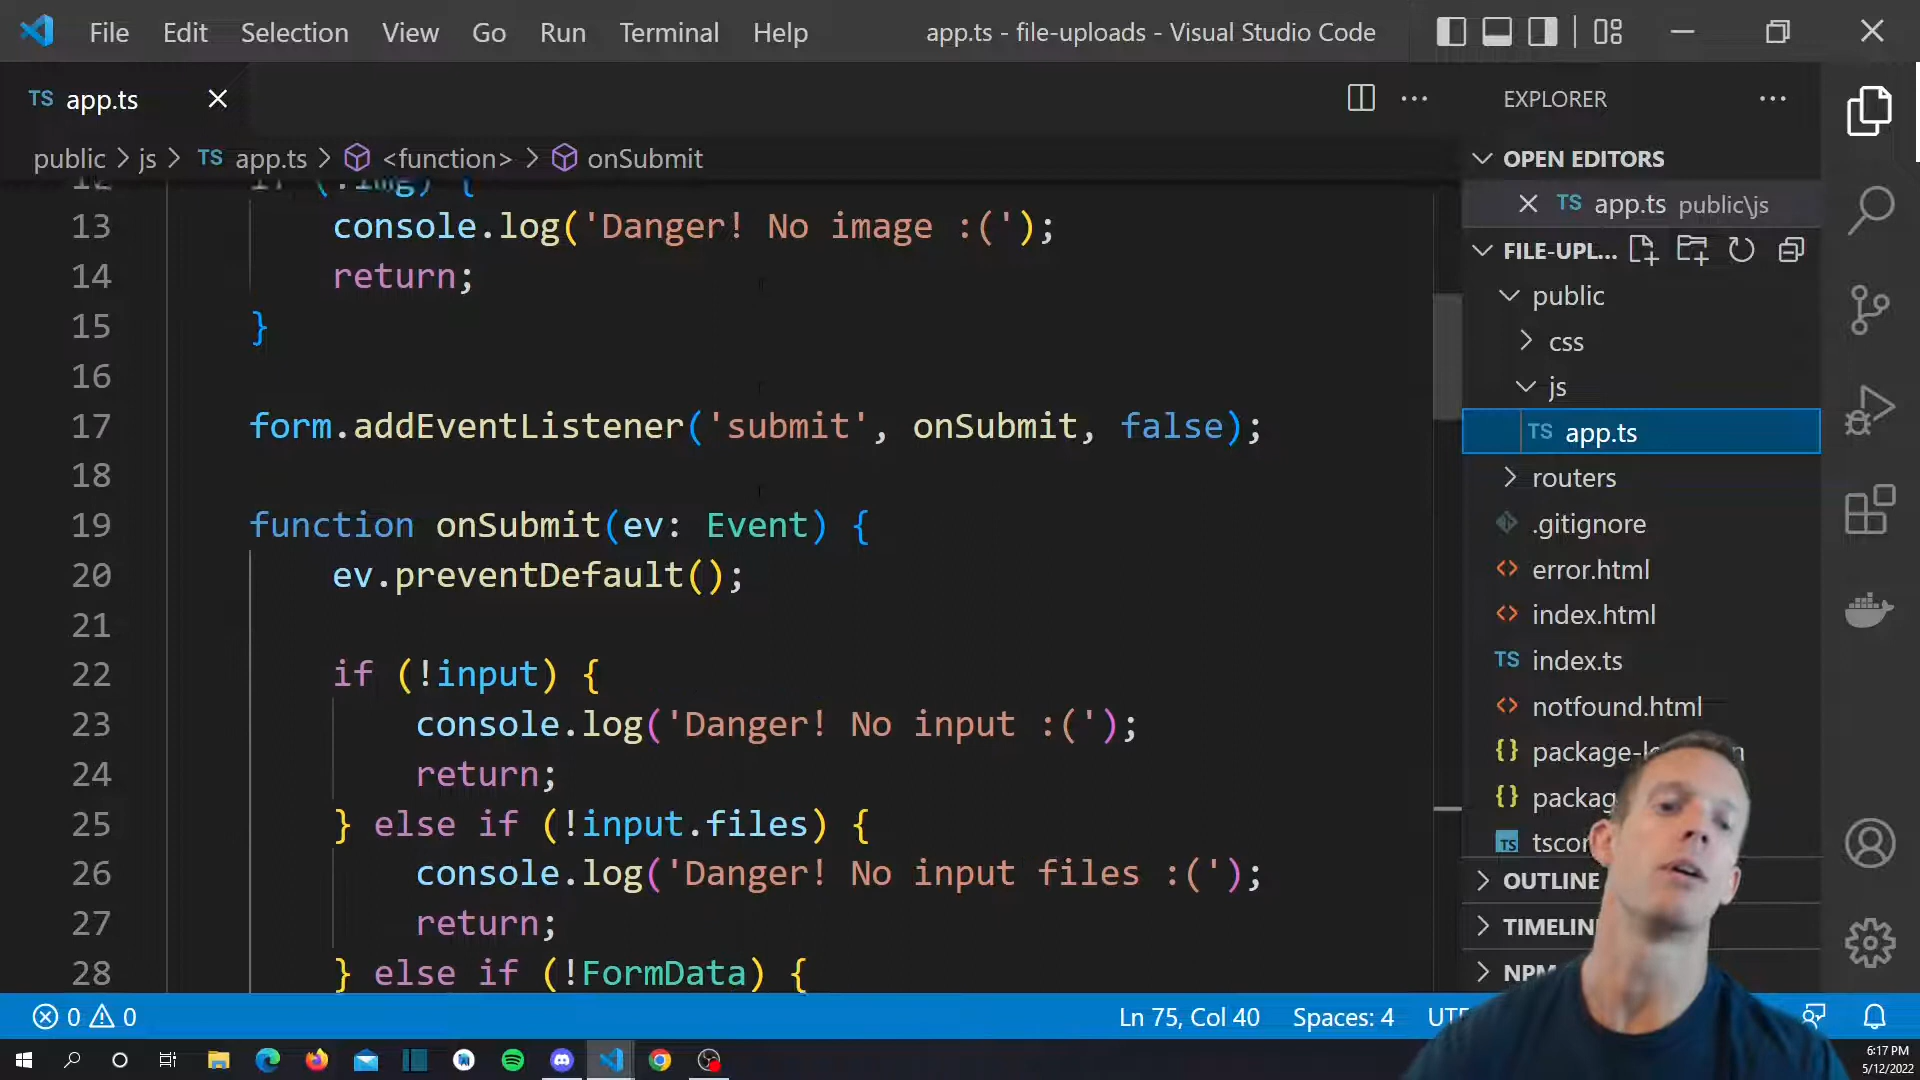 File Edit Selection View Go Run Terminal Help app.ts - file-uploads - Visual Studio Code
TS app.ts
public > js > TS app.ts > <function> > onSubmit
12 if (!img) {
13 console.log('Danger! No image :(');
14 return;
15 }
16
17 form.addEventListener('submit', onSubmit, false);
18
19 function onSubmit(ev: Event) {
20 ev.preventDefault();
21
22 if (!input) {
23 console.log('Danger! No input :(');
24 return;
25 } else if (!input.files) {
26 console.log('Danger! No input files :(');
27 return;
28 } else if (!FormData) {
EXPLORER
OPEN EDITORS
TS app.ts public\js
FILE-UPL...
public
css
js
TS app.ts
routers
.gitignore
<> error.html
<> index.html
TS index.ts
<> notfound.html
{} package-l
{} packag
TS tscon
OUTLINE
TIMELIN
NPM
0 0 Ln 75, Col 40 Spaces: 4 UTF
6:17 PM
5/12/2022